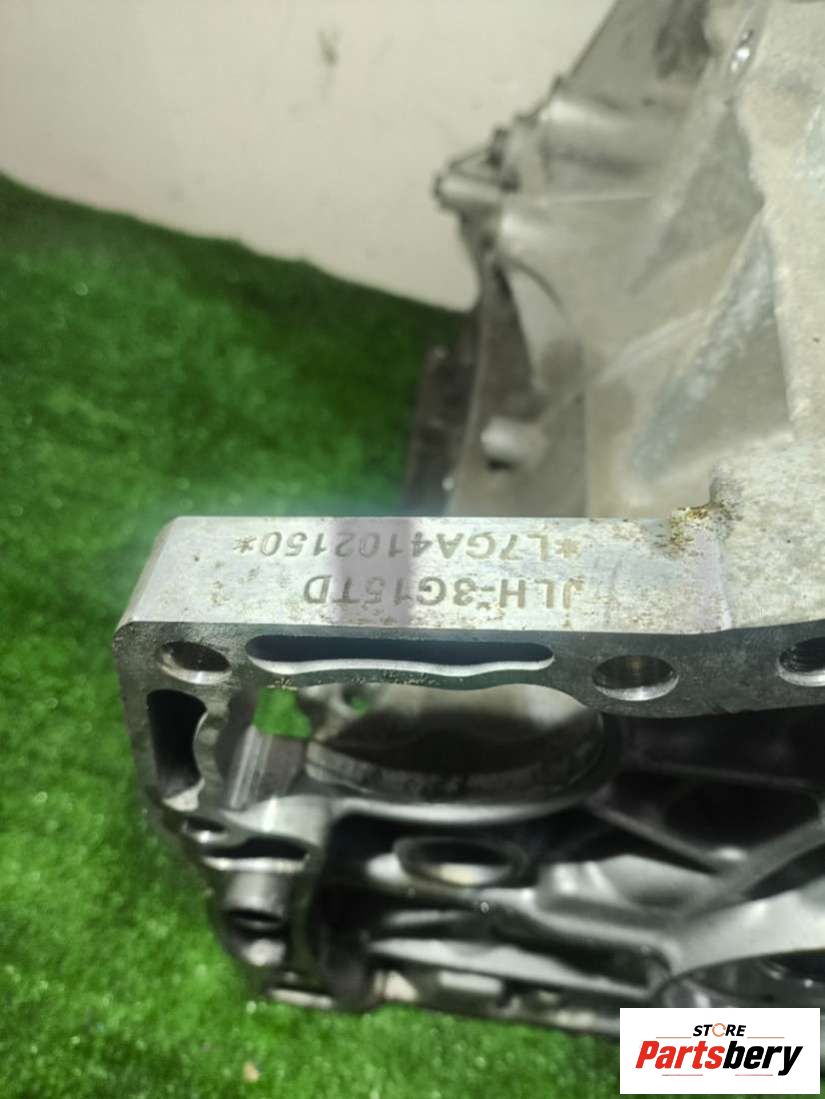 JLH-3G15TD
*L7GA4102150*
STORE
Partsbery